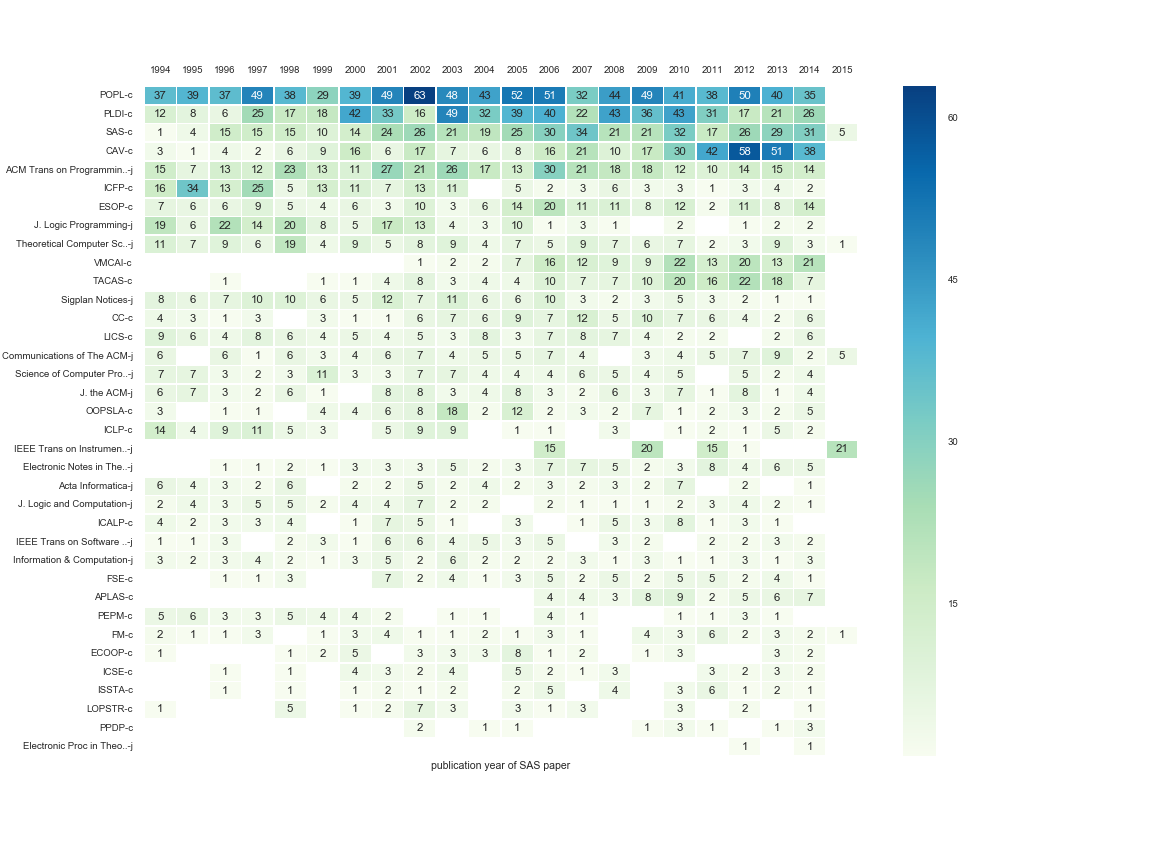 1994 1995 1996 1997 1998 1999 2000 2001 2002 2003 2004 2005 2006 2007 2008 2009 2010 2011 2012 2013 2014 2015
POPL-c 37 39 37 49 38 29 39 49 63 48 43 52 51 32 44 49 41 38 50 40 35
PLDI-c 12 8 6 25 17 18 42 33 16 49 32 39 40 22 43 36 43 31 17 21 26
60
SAS-c 1 4 15 15 15 10 14 24 26 21 19 25 30 34 21 21 32 17 26 29 31 5
CAV-c 3 1 4 2 6 9 16 6 17 7 6 8 16 21 10 17 30 42 58 51 38
ACM Trans on Programmin..-j 15 7 13 12 23 13 11 27 21 26 17 13 30 21 18 18 12 10 14 15 14
ICFP-c 16 34 13 25 5 13 11 7 13 11 5 2 3 6 3 3 1 3 4 2
ESOP-c 7 6 6 9 5 4 6 3 10 3 6 14 20 11 11 8 12 2 11 8 14
J. Logic Programming-j 19 6 22 14 20 8 5 17 13 4 3 10 1 3 1 2 1 2 2
Theoretical Computer Sc..-j 11 7 9 6 19 4 9 5 8 9 4 7 5 9 7 6 7 2 3 9 3 1
VMCAI-c 1 2 2 7 16 12 9 9 22 13 20 13 21
TACAS-c 1 1 1 4 8 3 4 4 10 7 7 10 20 16 22 18 7
45
Sigplan Notices-j 8 6 7 10 10 6 5 12 7 11 6 6 10 3 2 3 5 3 2 1 1
CC-c 4 3 1 3 3 1 1 6 7 6 9 7 12 5 10 7 6 4 2 6
LICS-c 9 6 4 8 6 4 5 4 5 3 8 3 7 8 7 4 2 2 2 6
Communications of The ACM-j 6 6 1 6 3 4 6 7 4 5 5 7 4 3 4 5 7 9 2 5
Science of Computer Pro..-j 7 7 3 2 3 11 3 3 7 7 4 4 4 6 5 4 5 5 2 4
J. the ACM-j 6 7 3 2 6 1 8 8 3 4 8 3 2 6 3 7 1 8 1 4
OOPSLA-c 3 1 1 4 4 6 8 18 2 12 2 3 2 7 1 2 3 2 5
ICLP-c 14 4 9 11 5 3 5 9 9 1 1 3 1 2 1 5 2
30
IEEE Trans on Instrumen..-j 15 20 15 1 21
Electronic Notes in The..-j 1 1 2 1 3 3 3 5 2 3 7 7 5 2 3 8 4 6 5
Acta Informatica-j 6 4 3 2 6 2 2 5 2 4 2 3 2 3 2 7 2 1
J. Logic and Computation-j 2 4 3 5 5 2 4 4 7 2 2 2 1 1 1 2 3 4 2 1
ICALP-c 4 2 3 3 4 1 7 5 1 3 1 5 3 8 1 3 1
IEEE Trans on Software ..-j 1 1 3 2 3 1 6 6 4 5 3 5 3 2 2 2 3 2
Information & Computation-j 3 2 3 4 2 1 3 5 2 6 2 2 2 3 1 3 1 1 3 1 3
FSE-c 1 1 3 7 2 4 1 3 5 2 5 2 5 5 2 4 1
APLAS-c 4 4 3 8 9 2 5 6 7
15
PEPM-c 5 6 3 3 5 4 4 2 1 1 4 1 1 1 3 1
FM-c 2 1 1 3 1 3 4 1 1 2 1 3 1 4 3 6 2 3 2 1
ECOOP-c 1 1 2 5 3 3 3 8 1 2 1 3 3 2
ICSE-c 1 1 4 3 2 4 5 2 1 3 3 2 3 2
ISSTA-c 1 1 1 2 1 2 2 5 4 3 6 1 2 1
LOPSTR-c 1 5 1 2 7 3 3 1 3 3 2 1
PPDP-c 2 1 1 1 3 1 1 3
Electronic Proc in Theo..-j 1 1
publication year of SAS paper